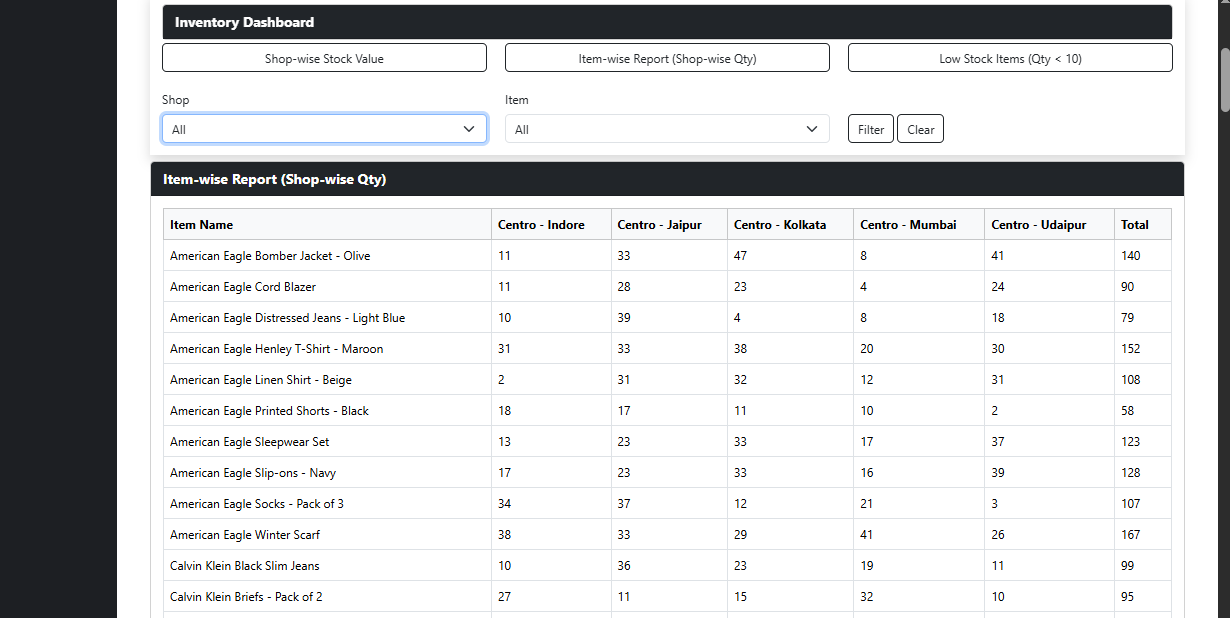 Inventory Dashboard
Shop-wise Stock Value Item-wise Report (Shop-wise Qty) Low Stock Items (Qty < 10)
Shop Item
All All Filter Clear
Item-wise Report (Shop-wise Qty)
Item Name Centro - Indore Centro - Jaipur Centro - Kolkata Centro - Mumbai Centro - Udaipur Total
American Eagle Bomber Jacket - Olive 11 33 47 8 41 140
American Eagle Cord Blazer 11 28 23 4 24 90
American Eagle Distressed Jeans - Light Blue 10 39 4 8 18 79
American Eagle Henley T-Shirt - Maroon 31 33 38 20 30 152
American Eagle Linen Shirt - Beige 2 31 32 12 31 108
American Eagle Printed Shorts - Black 18 17 11 10 2 58
American Eagle Sleepwear Set 13 23 33 17 37 123
American Eagle Slip-ons - Navy 17 23 33 16 39 128
American Eagle Socks - Pack of 3 34 37 12 21 3 107
American Eagle Winter Scarf 38 33 29 41 26 167
Calvin Klein Black Slim Jeans 10 36 23 19 11 99
Calvin Klein Briefs - Pack of 2 27 11 15 32 10 95